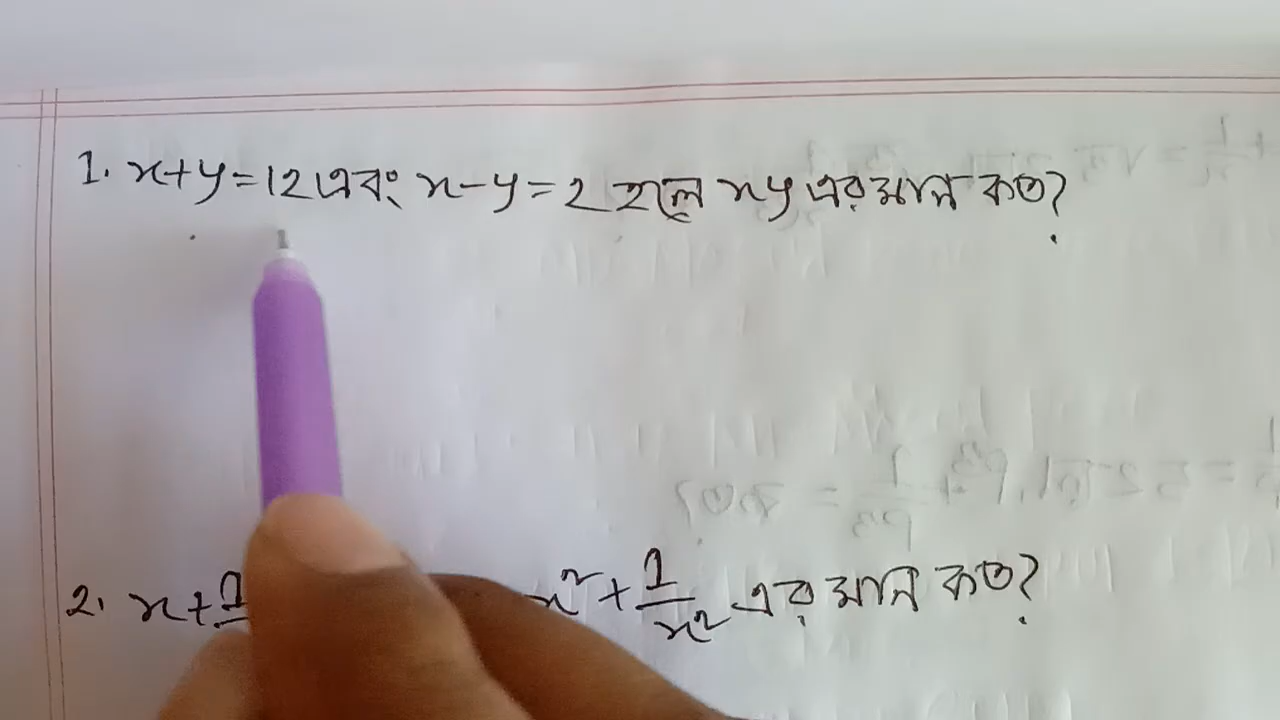 1. x+y=12 এবং x-y=2 হলে xy এর মান কত?
2. x+1 x²+1/x² এর মান কত?